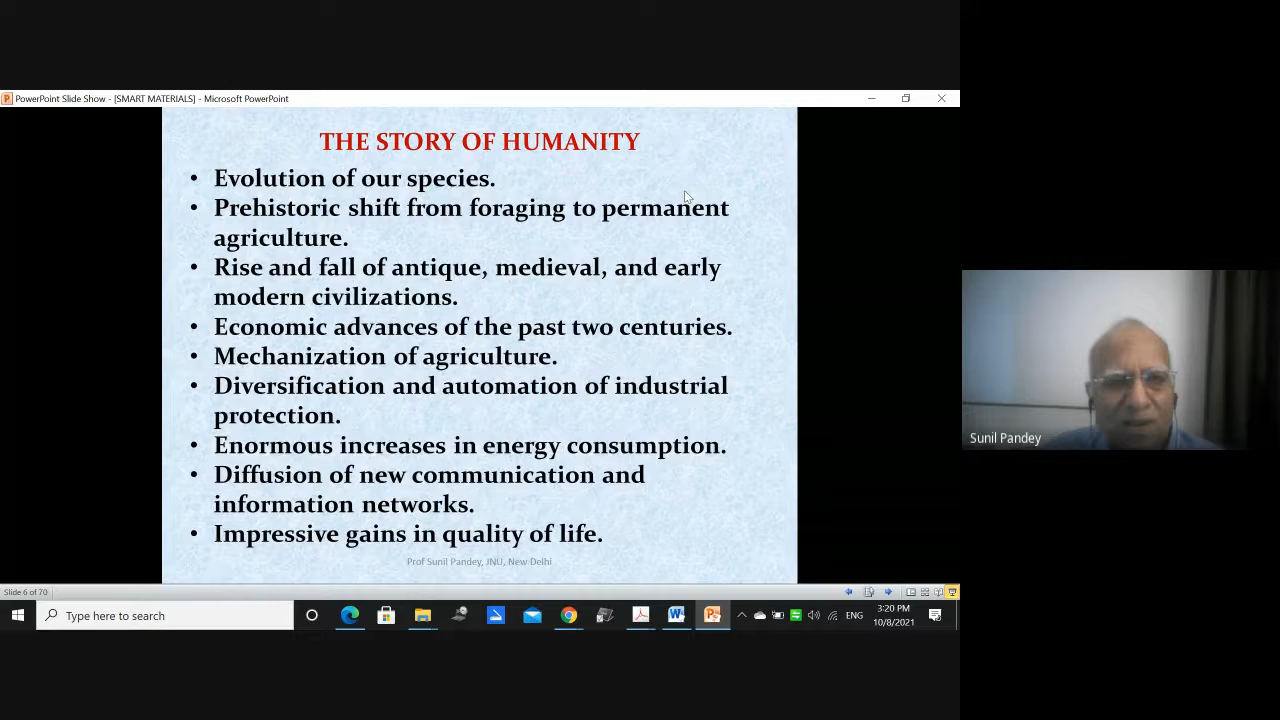 PowerPoint Slide Show - [SMART MATERIALS] - Microsoft PowerPoint
THE STORY OF HUMANITY
• Evolution of our species.
• Prehistoric shift from foraging to permanent
agriculture.
• Rise and fall of antique, medieval, and early
modern civilizations.
• Economic advances of the past two centuries.
• Mechanization of agriculture.
• Diversification and automation of industrial
protection.
• Enormous increases in energy consumption.
• Diffusion of new communication and
information networks.
• Impressive gains in quality of life.
Prof Sunil Pandey, JNU, New Delhi
Sunil Pandey
Slide 6 of 70
Type here to search
ENG
3:20 PM
10/8/2021